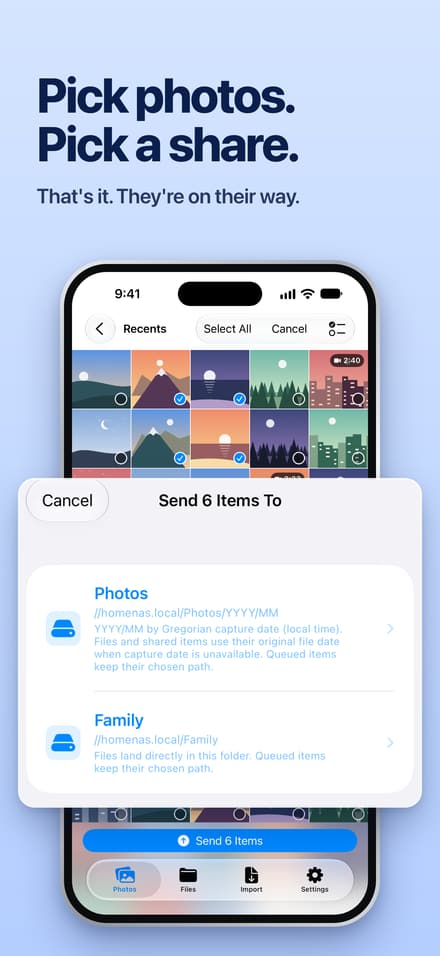 Pick photos.
Pick a share.
That's it. They're on their way.
9:41
Recents
Select All
Cancel
2:40
Cancel
Send 6 Items To
Photos
//homenas.local/Photos/YYYY/MM
YYYY/MM by Gregorian capture date (local time).
Files and shared items use their original file date
when capture date is unavailable. Queued items
keep their chosen path.
Family
//homenas.local/Family
Files land directly in this folder. Queued items
keep their chosen path.
Send 6 Items
Photos
Files
Import
Settings